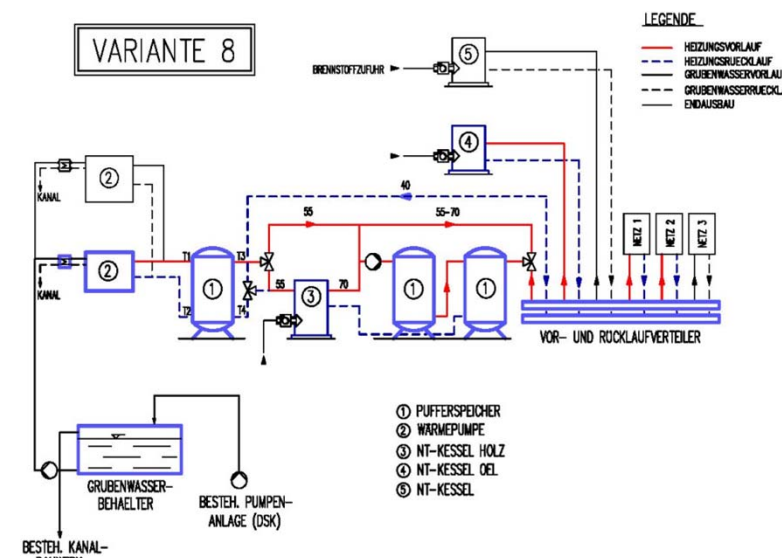 VARIANTE 8
LEGENDE
HEIZUNGSVORLAUF
HEIZUNGSRUECKLAUF
GRUBENWASSERVORLAU
GRUBENWASSERRUECKLA
ENDAUSBAU
BRENNSTOFFZUFUHR
5
4
2
KANAL
40
55
55-70
NETZ 1
NETZ 2
NETZ 3
2
T1
T3
1
55
70
3
1
1
KANAL
T2
T4
VOR- UND RÜCKLAUFVERTEILER
1 PUFFERSPEICHER
2 WÄRMEPUMPE
3 NT-KESSEL HOLZ
4 NT-KESSEL OEL
5 NT-KESSEL
GRUBENWASSER-
BEHAELTER
BESTEH. PUMPEN-
ANLAGE (DSK)
BESTEH. KANAL-